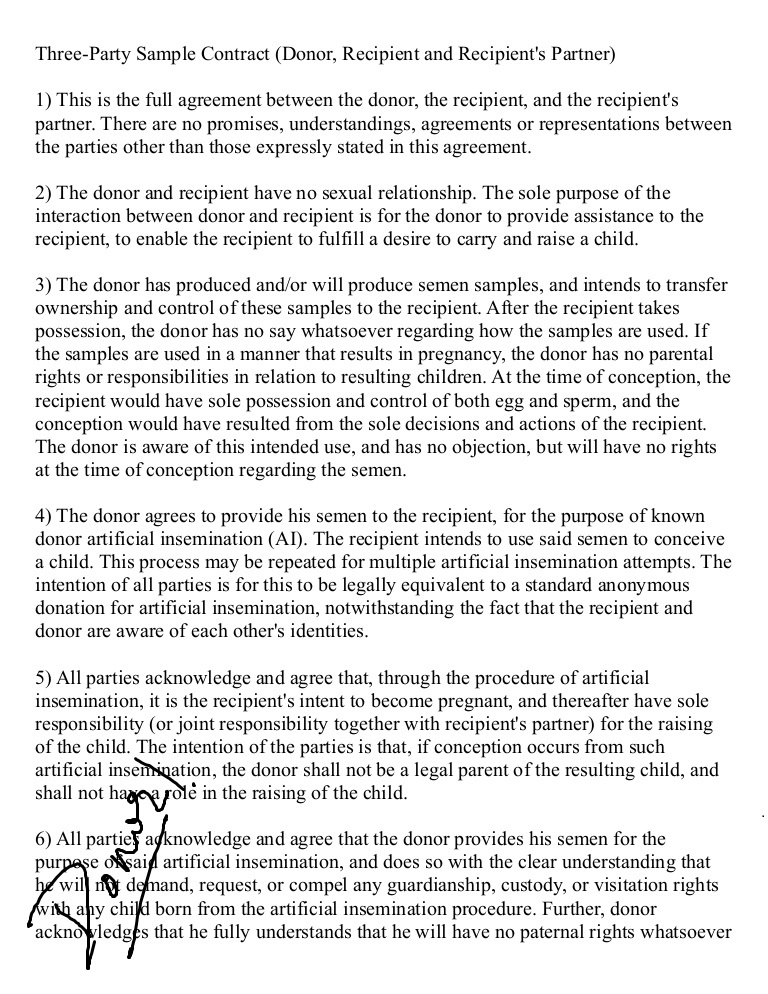 Three-Party Sample Contract (Donor, Recipient and Recipient's Partner)
1) This is the full agreement between the donor, the recipient, and the recipient's
partner. There are no promises, understandings, agreements or representations between
the parties other than those expressly stated in this agreement.
2) The donor and recipient have no sexual relationship. The sole purpose of the
interaction between donor and recipient is for the donor to provide assistance to the
recipient, to enable the recipient to fulfill a desire to carry and raise a child.
3) The donor has produced and/or will produce semen samples, and intends to transfer
ownership and control of these samples to the recipient. After the recipient takes
possession, the donor has no say whatsoever regarding how the samples are used. If
the samples are used in a manner that results in pregnancy, the donor has no parental
rights or responsibilities in relation to resulting children. At the time of conception, the
recipient would have sole possession and control of both egg and sperm, and the
conception would have resulted from the sole decisions and actions of the recipient.
The donor is aware of this intended use, and has no objection, but will have no rights
at the time of conception regarding the semen.
4) The donor agrees to provide his semen to the recipient, for the purpose of known
donor artificial insemination (AI). The recipient intends to use said semen to conceive
a child. This process may be repeated for multiple artificial insemination attempts. The
intention of all parties is for this to be legally equivalent to a standard anonymous
donation for artificial insemination, notwithstanding the fact that the recipient and
donor are aware of each other's identities.
5) All parties acknowledge and agree that, through the procedure of artificial
insemination, it is the recipient's intent to become pregnant, and thereafter have sole
responsibility (or joint responsibility together with recipient's partner) for the raising
of the child. The intention of the parties is that, if conception occurs from such
artificial insemination, the donor shall not be a legal parent of the resulting child, and
shall not have a role in the raising of the child.
6) All parties acknowledge and agree that the donor provides his semen for the
purpose of said artificial insemination, and does so with the clear understanding that
he will not demand, request, or compel any guardianship, custody, or visitation rights
with any child born from the artificial insemination procedure. Further, donor
acknowledges that he fully understands that he will have no paternal rights whatsoever